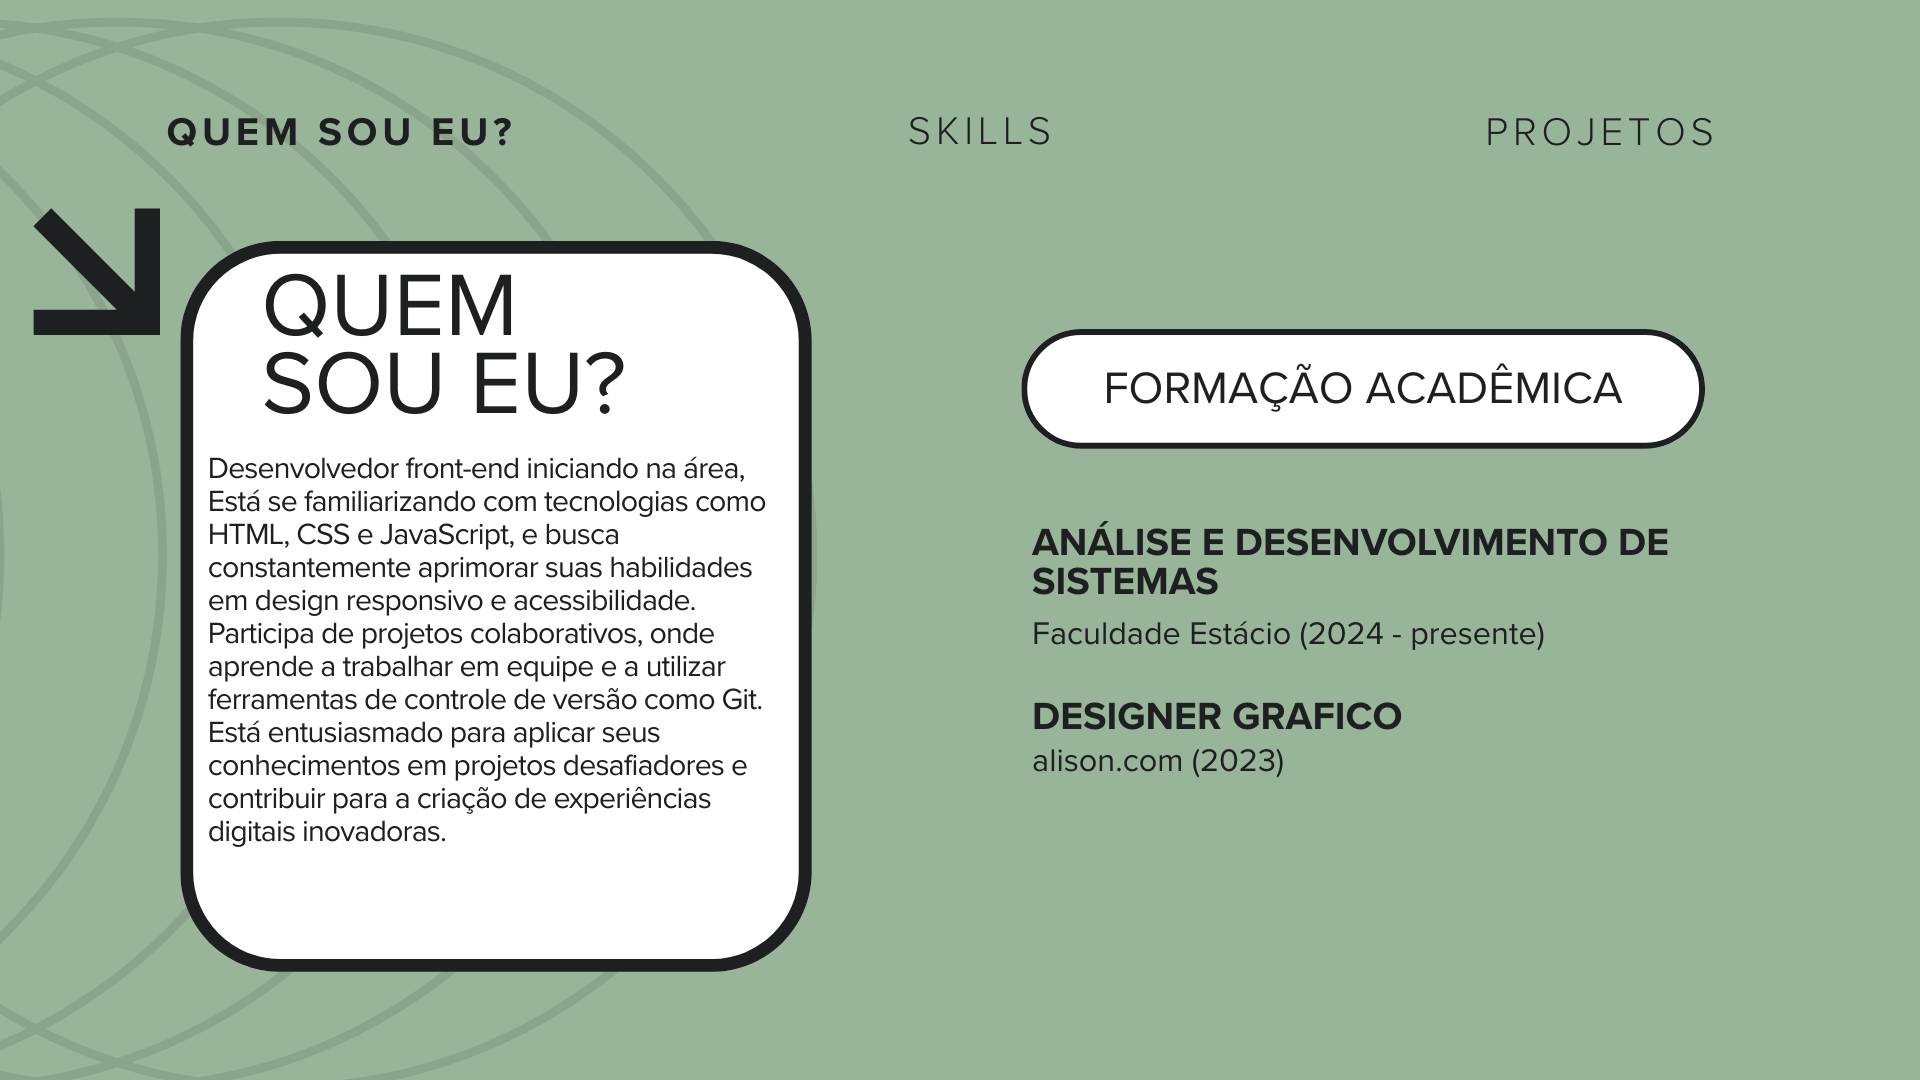 QUEM SOU EU?
SKILLS
PROJETOS
QUEM
SOU EU?
Desenvolvedor front-end iniciando na área,
Está se familiarizando com tecnologias como
HTML, CSS e JavaScript, e busca
constantemente aprimorar suas habilidades
em design responsivo e acessibilidade.
Participa de projetos colaborativos, onde
aprende a trabalhar em equipe e a utilizar
ferramentas de controle de versão como Git.
Está entusiasmado para aplicar seus
conhecimentos em projetos desafiadores e
contribuir para a criação de experiências
digitais inovadoras.
FORMAÇÃO ACADÊMICA
ANÁLISE E DESENVOLVIMENTO DE
SISTEMAS
Faculdade Estácio (2024 - presente)
DESIGNER GRAFICO
alison.com (2023)